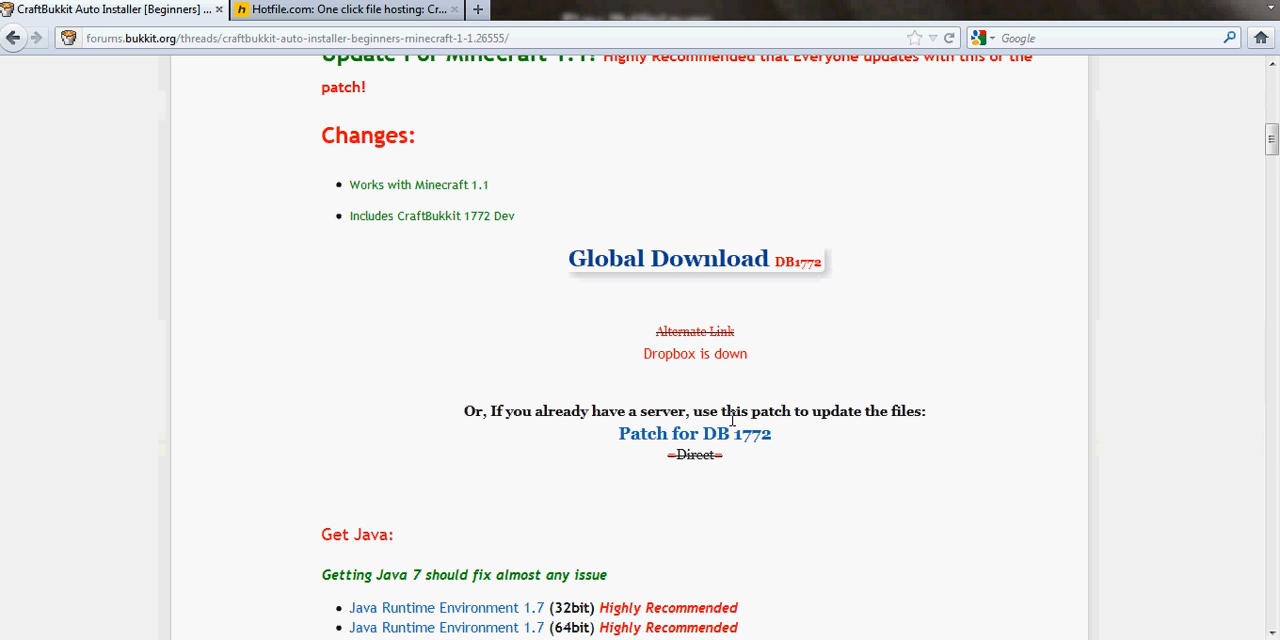 CraftBukkit Auto Installer [Beginners] ...
Hotfile.com: One click file hosting: Cr...
forums.bukkit.org/threads/craftbukkit-auto-installer-beginners-minecraft-1-1.26555/
Google
Update For Minecraft 1.1! Highly Recommended that Everyone updates with this or the
patch!
Changes:
Works with Minecraft 1.1
Includes CraftBukkit 1772 Dev
Global Download DB1772
Alternate Link
Dropbox is down
Or, If you already have a server, use this patch to update the files:
Patch for DB 1772
=Direct=
Get Java:
Getting Java 7 should fix almost any issue
Java Runtime Environment 1.7 (32bit) Highly Recommended
Java Runtime Environment 1.7 (64bit) Highly Recommended